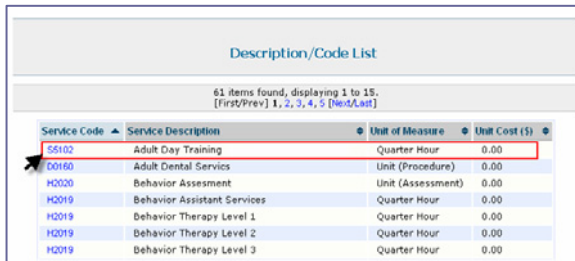 Description/Code List
61 items found, displaying 1 to 15.
[First/Prev] 1, 2, 3, 4, 5 [Next/Last]
Service Code Service Description Unit of Measure Unit Cost ($)
S5102 Adult Day Training Quarter Hour 0.00
D0160 Adult Dental Servics Unit (Procedure) 0.00
H2020 Behavior Assesment Unit (Assessment) 0.00
H2019 Behavior Assistant Services Quarter Hour 0.00
H2019 Behavior Therapy Level 1 Quarter Hour 0.00
H2019 Behavior Therapy Level 2 Quarter Hour 0.00
H2019 Behavior Therapy Level 3 Quarter Hour 0.00